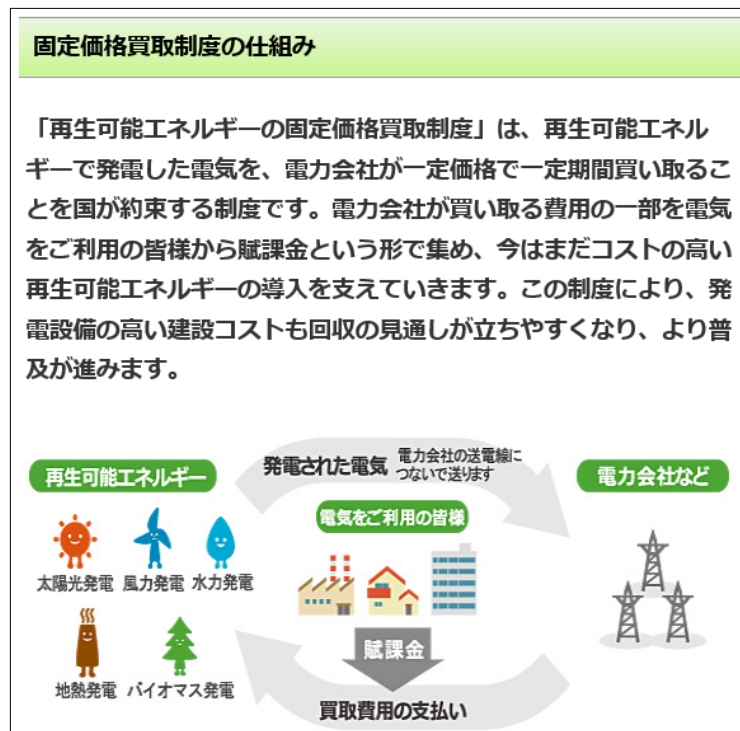 固定価格買取制度の仕組み
「再生可能エネルギーの固定価格買取制度」は、再生可能エネル
ギーで発電した電気を、電力会社が一定価格で一定期間買い取るこ
とを国が約束する制度です。電力会社が買い取る費用の一部を電気
をご利用の皆様から賦課金という形で集め、今はまだコストの高い
再生可能エネルギーの導入を支えていきます。この制度により、発
電設備の高い建設コストも回収の見通しが立ちやすくなり、より普
及が進みます。
再生可能エネルギー
発電された電気
電力会社の送電線に
つないで送ります
電力会社など
電気をご利用の皆様
太陽光発電 風力発電 水力発電
地熱発電 バイオマス発電
賦課金
買取費用の支払い